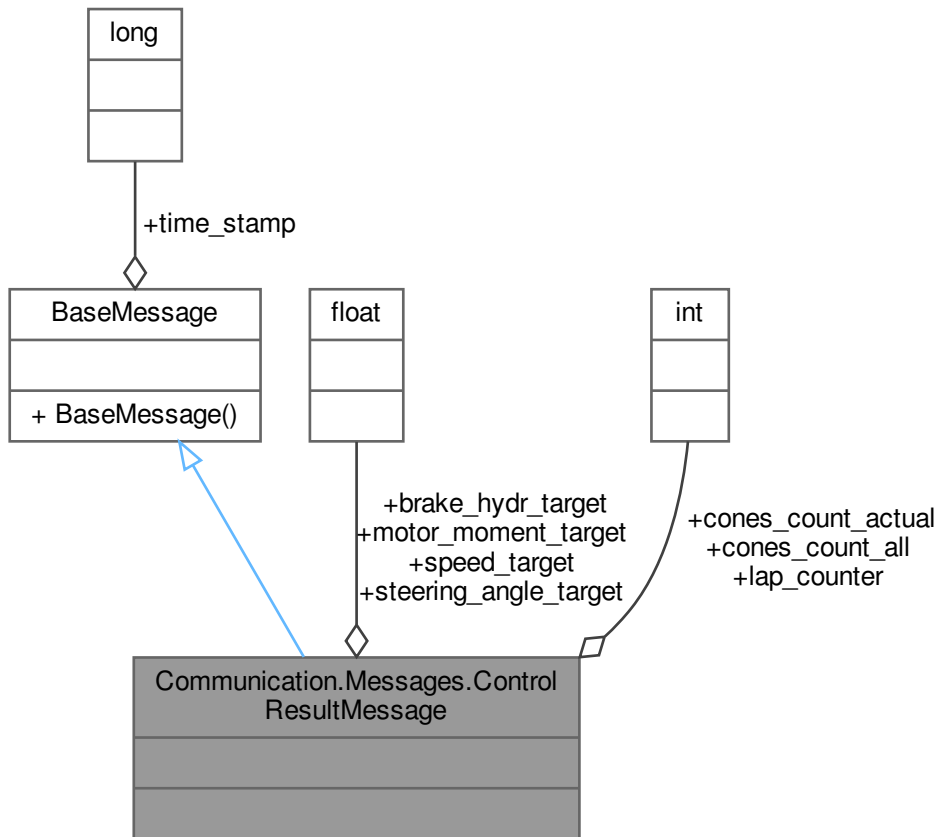 long
+time_stamp
BaseMessage
+ BaseMessage()
float
int
+brake_hydr_target
+motor_moment_target
+speed_target
+steering_angle_target
+cones_count_actual
+cones_count_all
+lap_counter
Communication.Messages.Control
ResultMessage